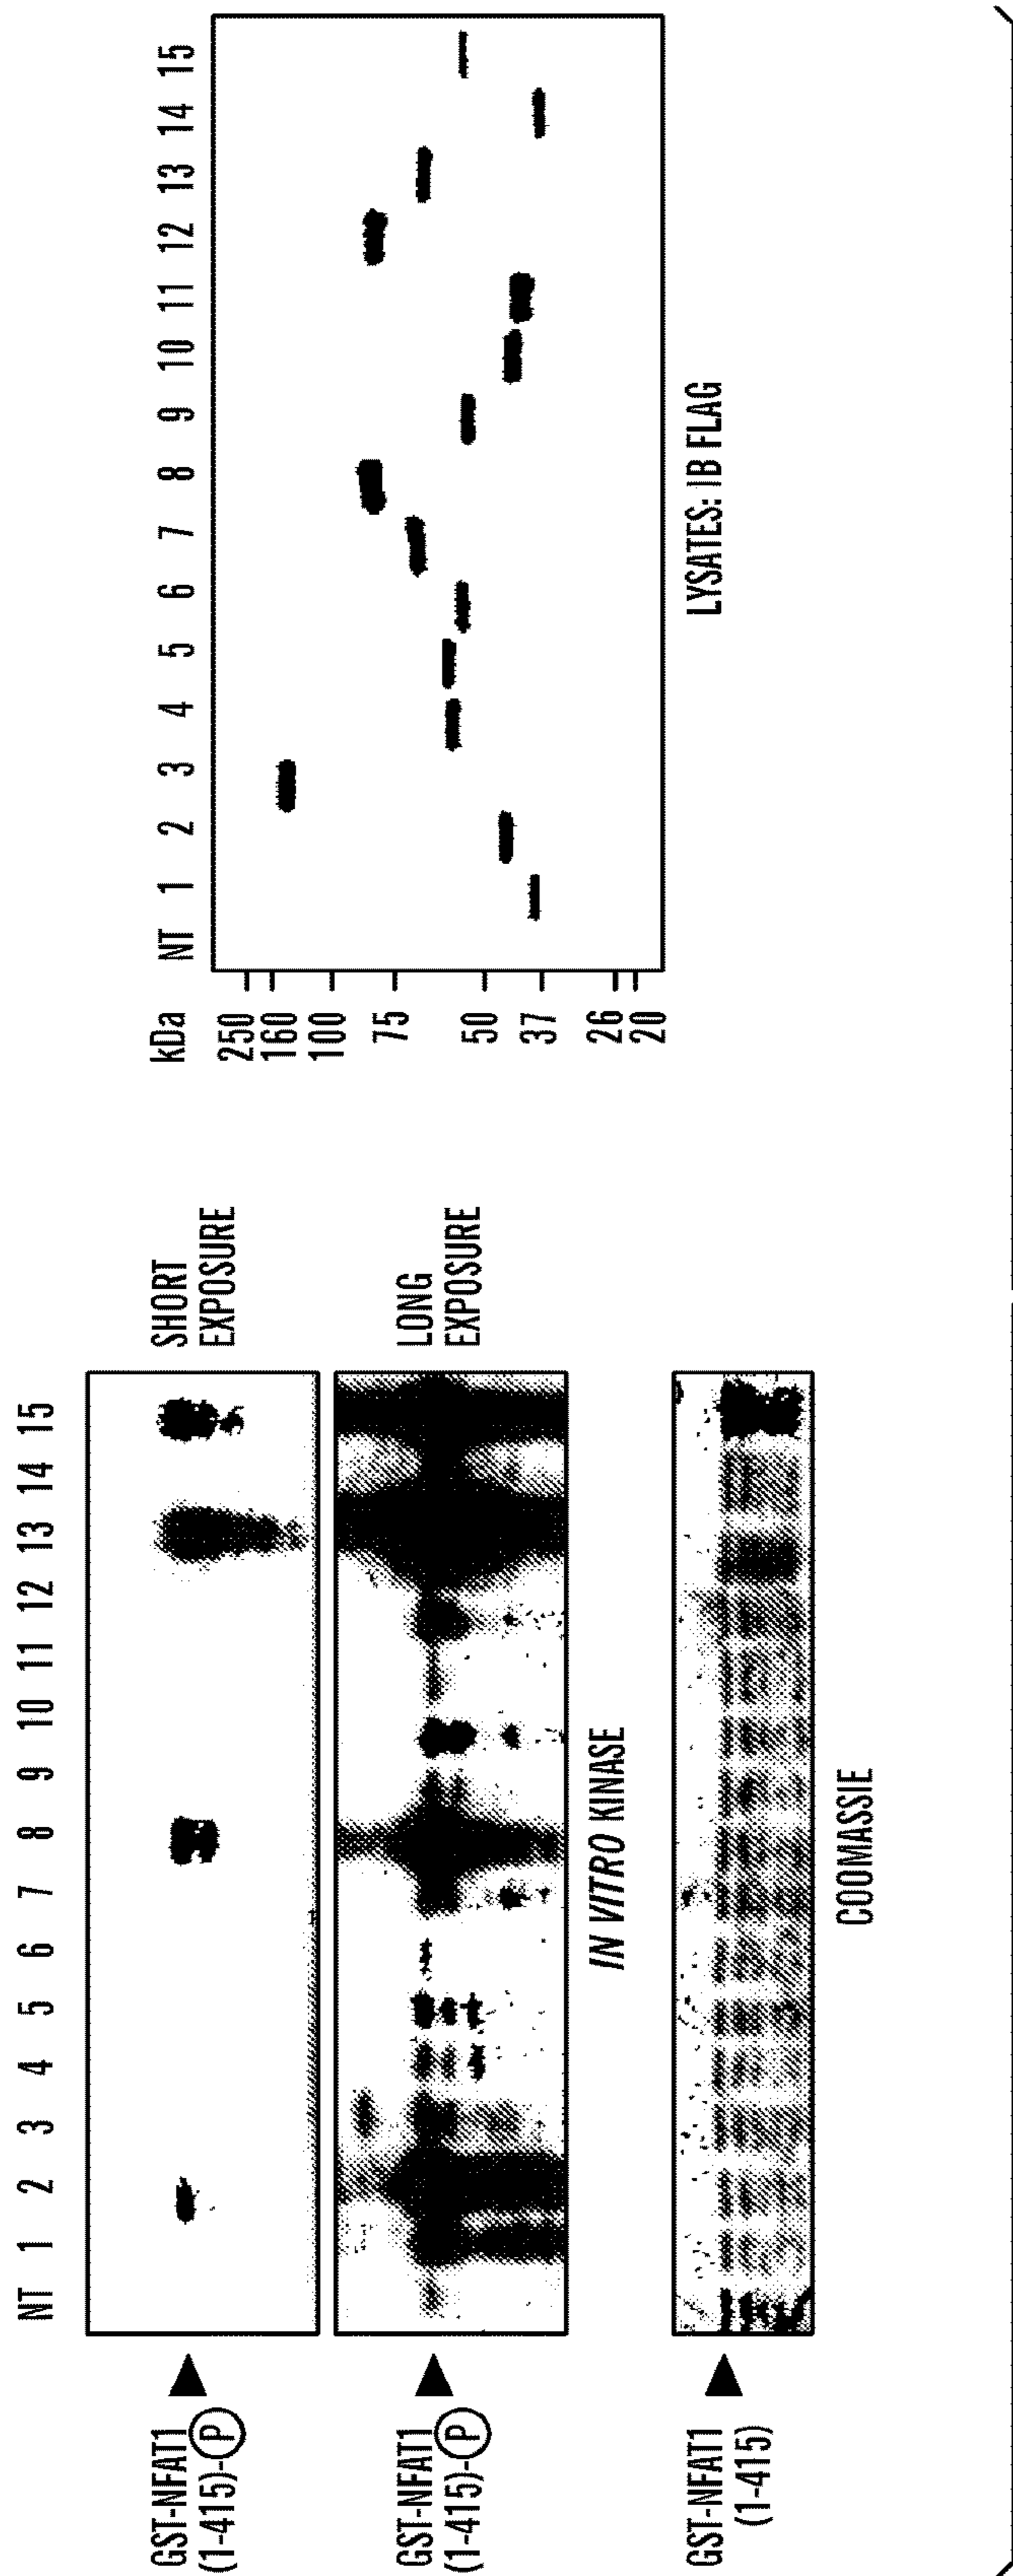 NT 1 2 3 4 5 6 7 8 9 10 11 12 13 14 15
GST-NFAT1
(1-415)-P
SHORT
EXPOSURE
GST-NFAT1
(1-415)-P
LONG
EXPOSURE
IN VITRO KINASE
GST-NFAT1
(1-415)
COOMASSIE
kDa NT 1 2 3 4 5 6 7 8 9 10 11 12 13 14 15
250
160
100
75
50
37
26
20
LYSATES: IB FLAG